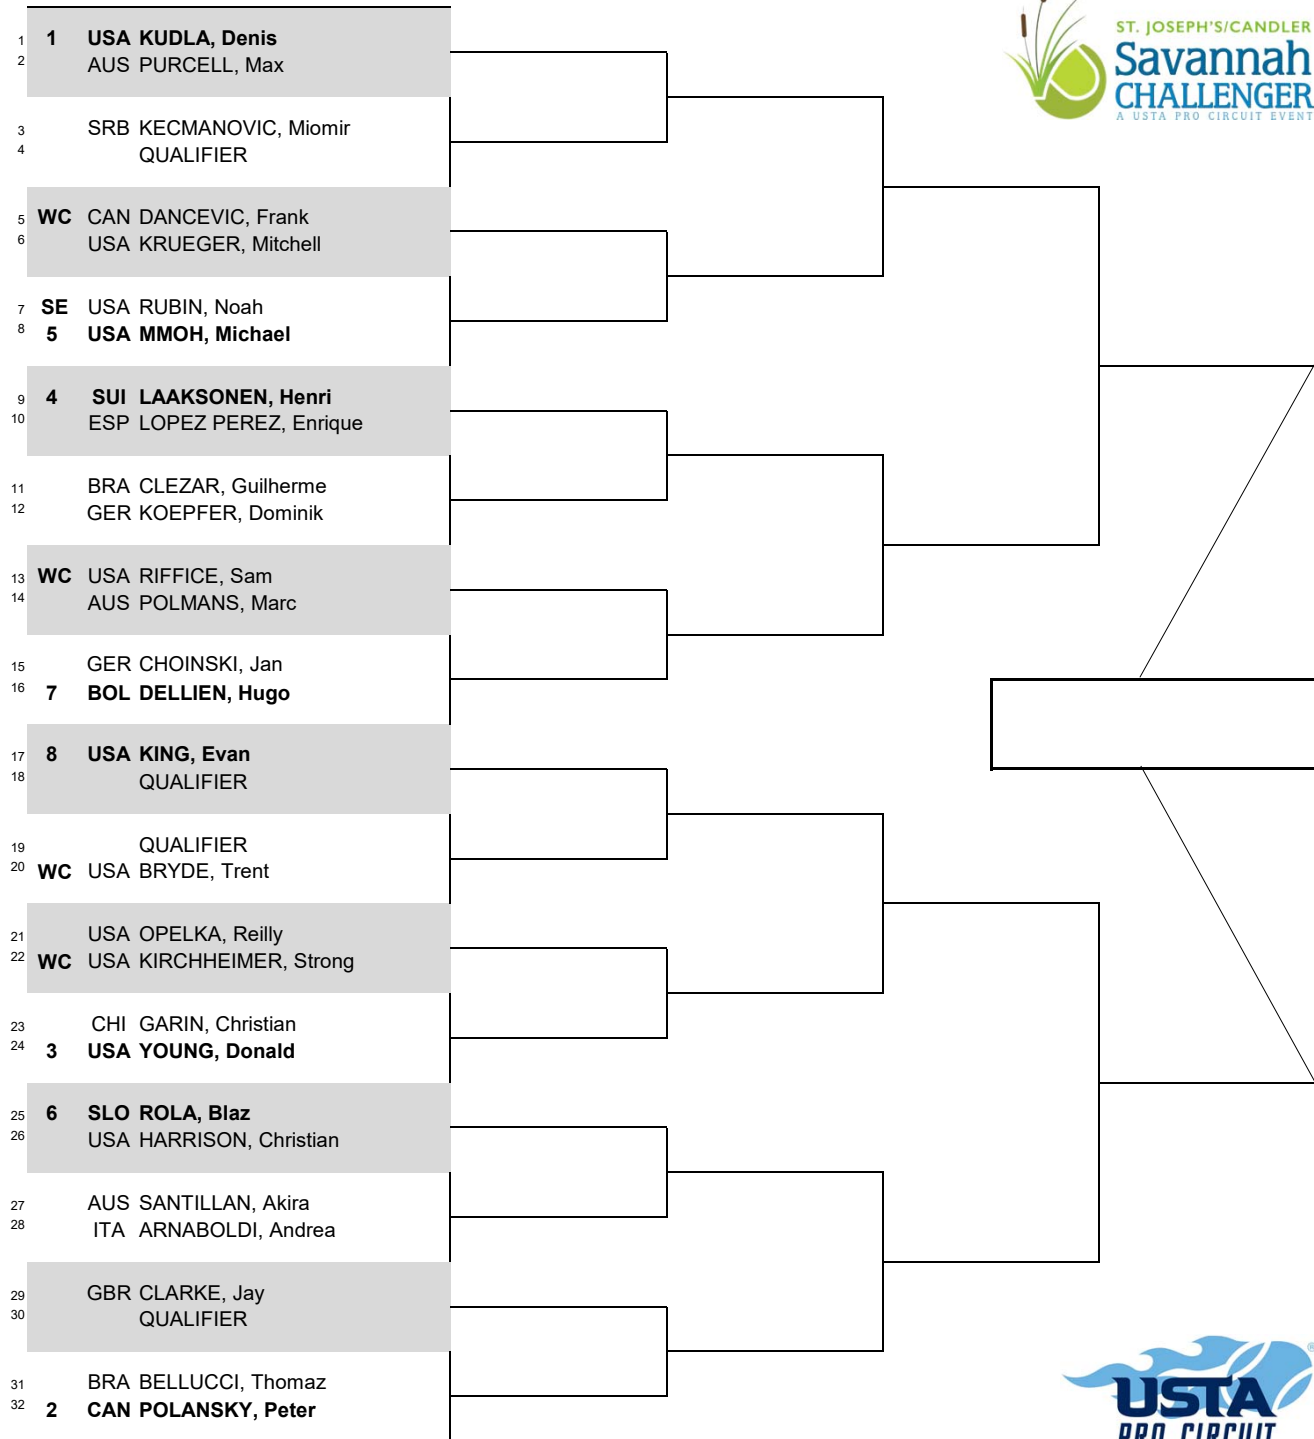 ST. JOSEPH'S/CANDLER
Savannah
CHALLENGER
A USTA PRO CIRCUIT EVENT
1 1 USA KUDLA, Denis
2 AUS PURCELL, Max
3 SRB KECMANOVIC, Miomir
4 QUALIFIER
5 WC CAN DANCEVIC, Frank
6 USA KRUEGER, Mitchell
7 SE USA RUBIN, Noah
8 5 USA MMOH, Michael
9 4 SUI LAAKSONEN, Henri
10 ESP LOPEZ PEREZ, Enrique
11 BRA CLEZAR, Guilherme
12 GER KOEPFER, Dominik
13 WC USA RIFFICE, Sam
14 AUS POLMANS, Marc
15 GER CHOINSKI, Jan
16 7 BOL DELLIEN, Hugo
17 8 USA KING, Evan
18 QUALIFIER
19 QUALIFIER
20 WC USA BRYDE, Trent
21 USA OPELKA, Reilly
22 WC USA KIRCHHEIMER, Strong
23 CHI GARIN, Christian
24 3 USA YOUNG, Donald
25 6 SLO ROLA, Blaz
26 USA HARRISON, Christian
27 AUS SANTILLAN, Akira
28 ITA ARNABOLDI, Andrea
29 GBR CLARKE, Jay
30 QUALIFIER
31 BRA BELLUCCI, Thomaz
32 2 CAN POLANSKY, Peter
USTA
PRO CIRCUIT